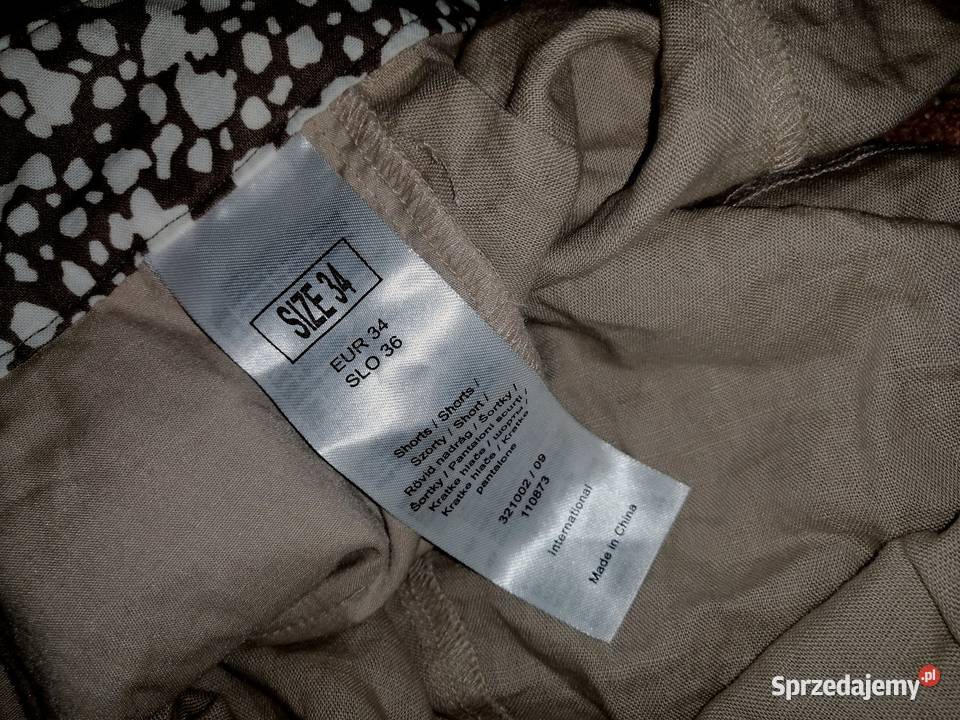 SIZE 34
EUR 34
SLO 36
Shorts / Shorts /
Szorty / Short /
Rövid nadrág / Šortky /
Šortky / Pantaloni scurti /
Kratke hlače / шорты /
Kratke hlače / Kratke
pantalone
321002 / 09
110873
International
Made in China
Sprzedajemy.pl